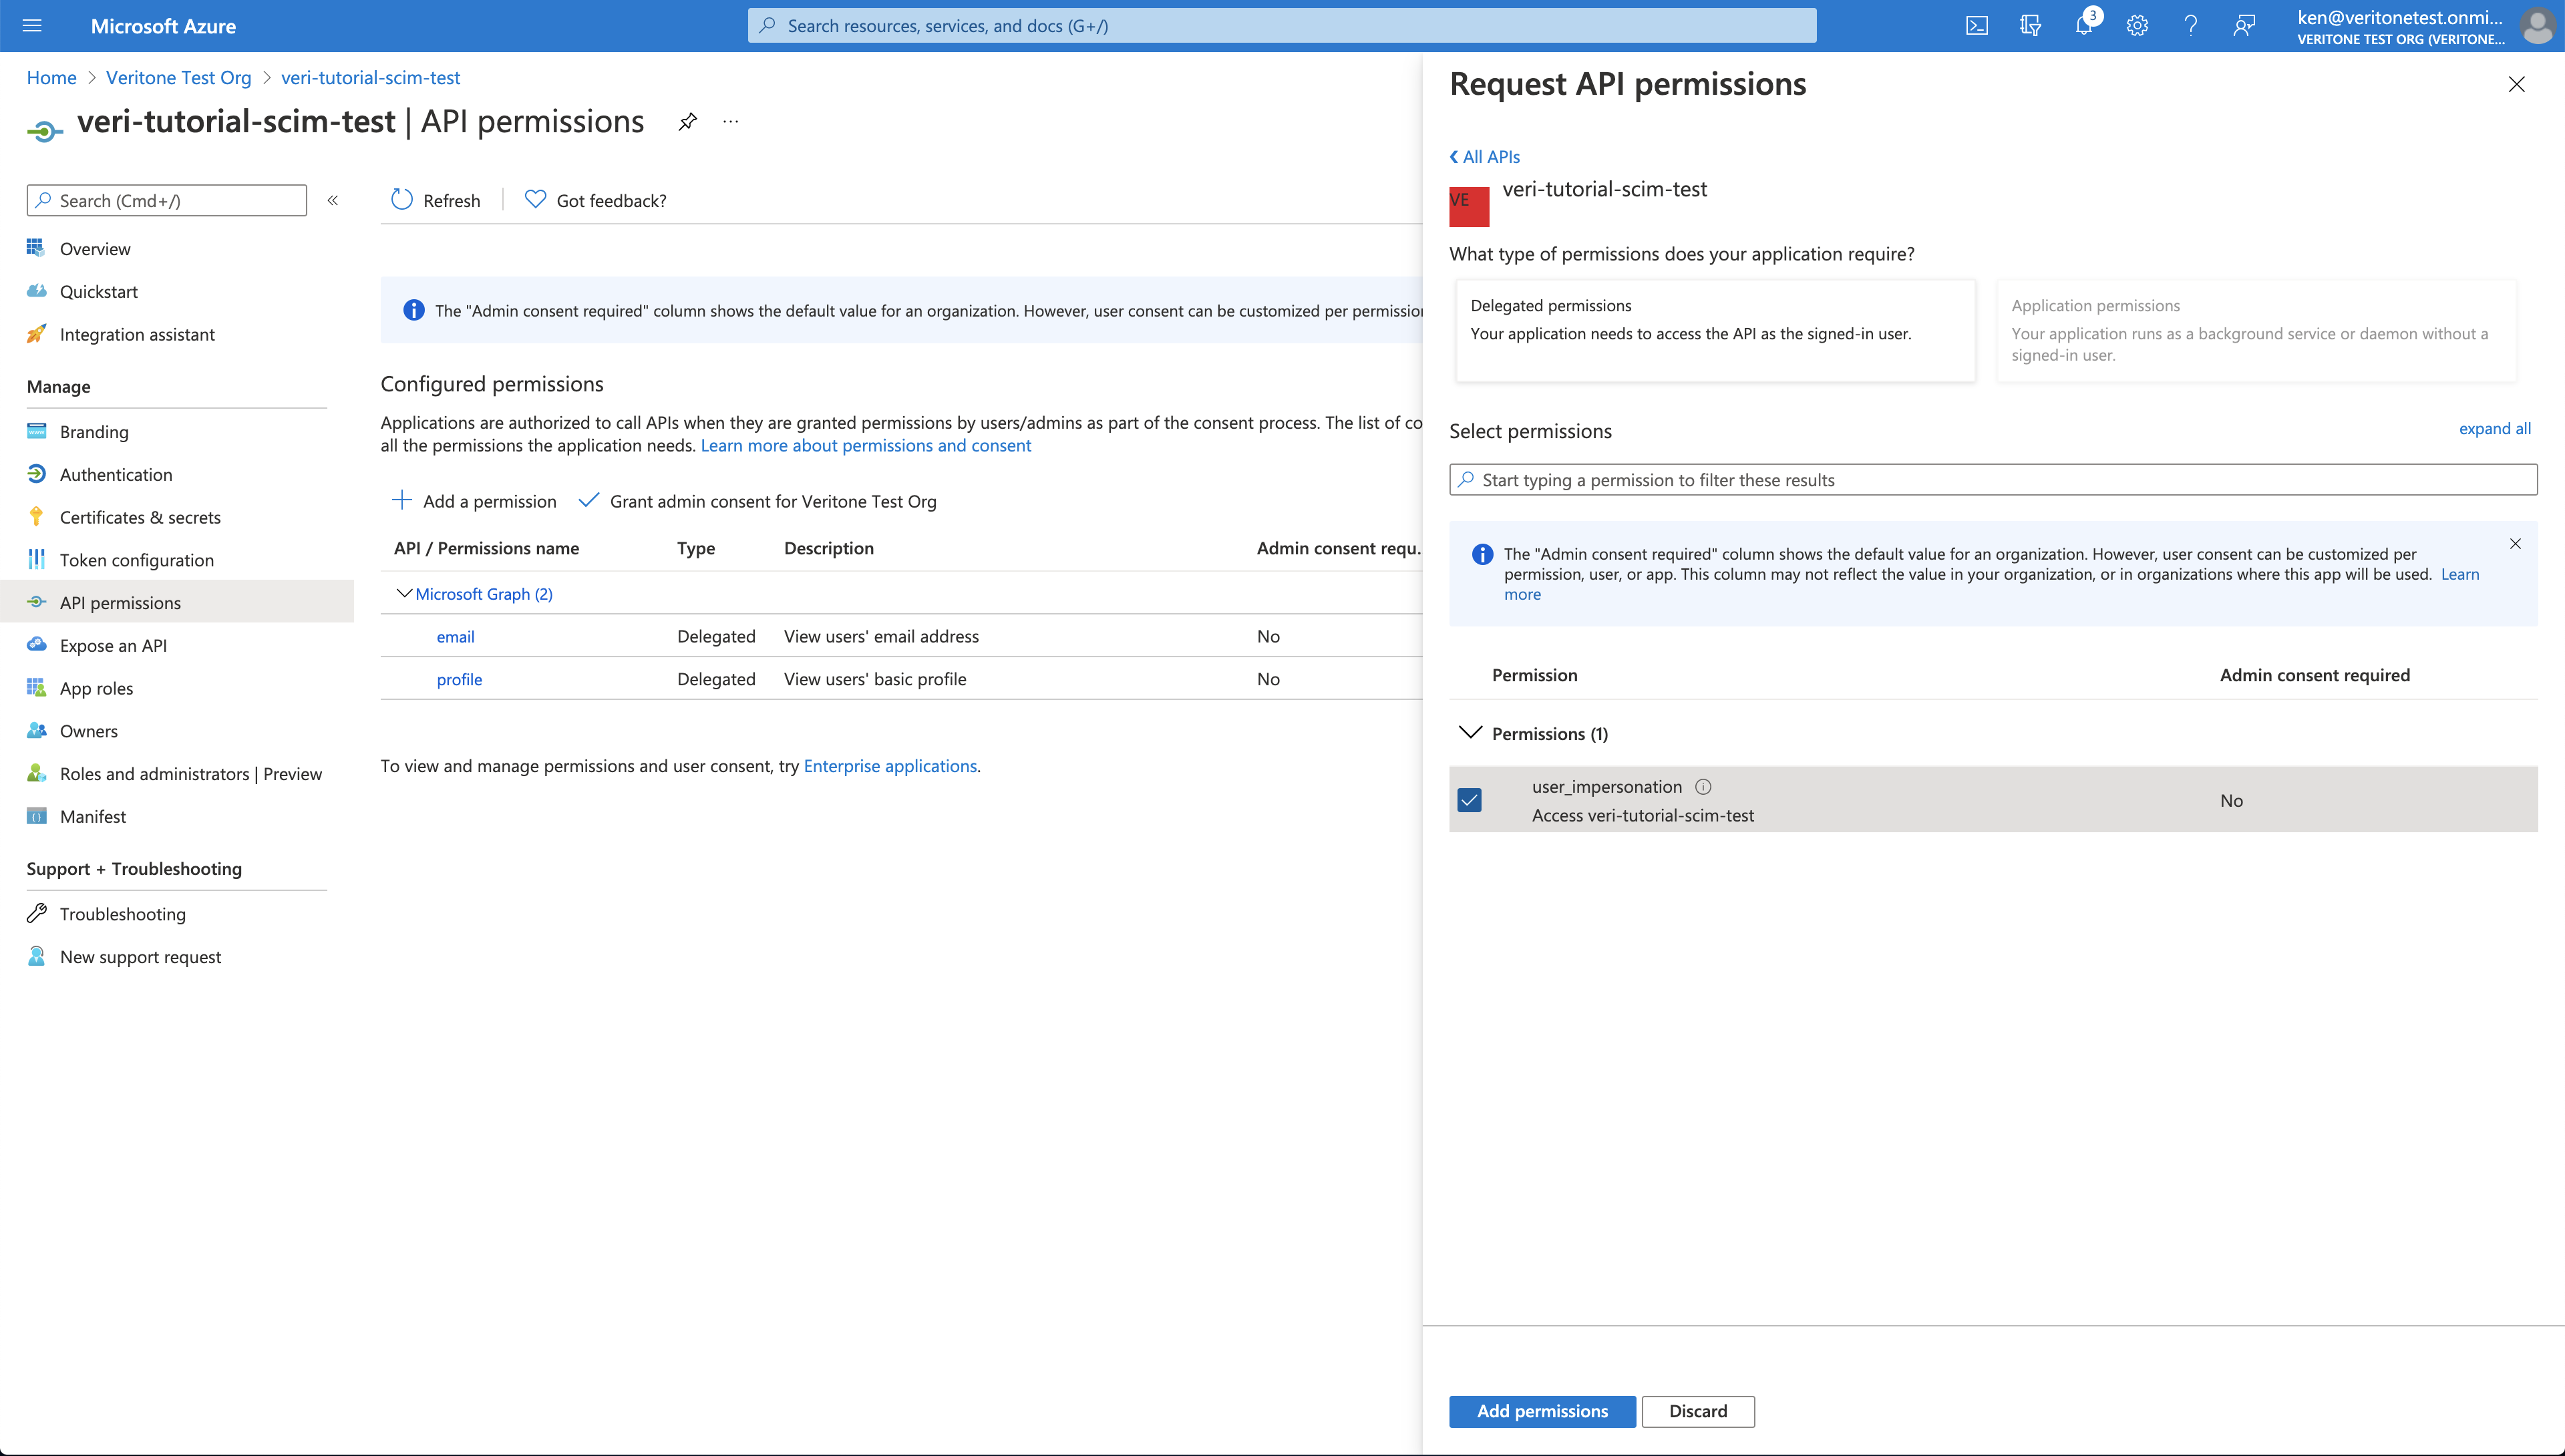 Microsoft Azure
Search resources, services, and docs (G+/)
3
ken@veritonetest.onmi...
VERITONE TEST ORG (VERITONE...
Home > Veritone Test Org > veri-tutorial-scim-test
veri-tutorial-scim-test | API permissions
...
Search (Cmd+/)
«
Overview
Quickstart
Integration assistant
Manage
Branding
Authentication
Certificates & secrets
Token configuration
API permissions
Expose an API
App roles
Owners
Roles and administrators | Preview
Manifest
Support + Troubleshooting
Troubleshooting
New support request
Refresh
Got feedback?
The "Admin consent required" column shows the default value for an organization. However, user consent can be customized per permission
Configured permissions
Applications are authorized to call APIs when they are granted permissions by users/admins as part of the consent process. The list of co
all the permissions the application needs. Learn more about permissions and consent
Add a permission
Grant admin consent for Veritone Test Org
API / Permissions name Type Description Admin consent requ.
Microsoft Graph (2)
email Delegated View users' email address No
profile Delegated View users' basic profile No
To view and manage permissions and user consent, try Enterprise applications.
Request API permissions
All APIs
VE
veri-tutorial-scim-test
What type of permissions does your application require?
Delegated permissions
Your application needs to access the API as the signed-in user.
Application permissions
Your application runs as a background service or daemon without a
signed-in user.
Select permissions
expand all
Start typing a permission to filter these results
The "Admin consent required" column shows the default value for an organization. However, user consent can be customized per
permission, user, or app. This column may not reflect the value in your organization, or in organizations where this app will be used. Learn
more
Permission Admin consent required
Permissions (1)
user_impersonation
Access veri-tutorial-scim-test
No
Add permissions
Discard